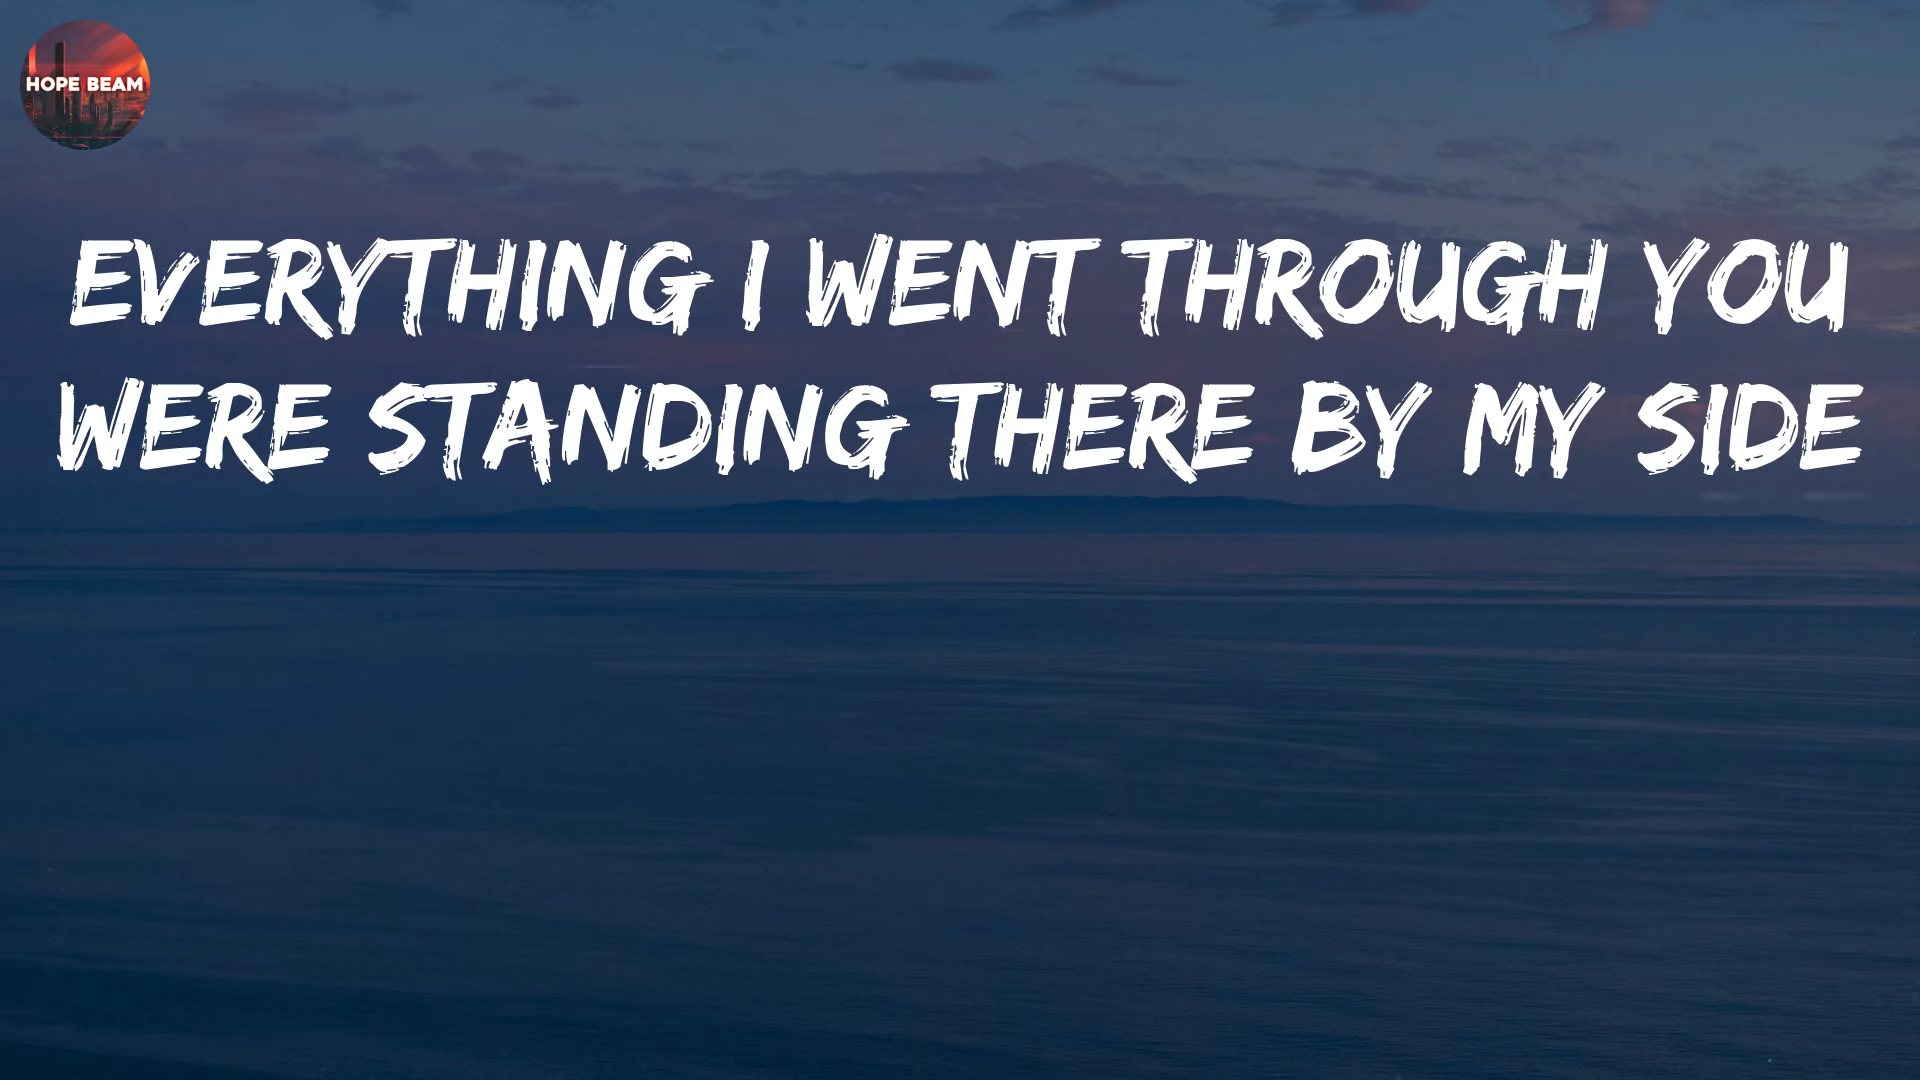 HOPE BEAM
EVERYTHING I WENT THROUGH YOU
WERE STANDING THERE BY MY SIDE